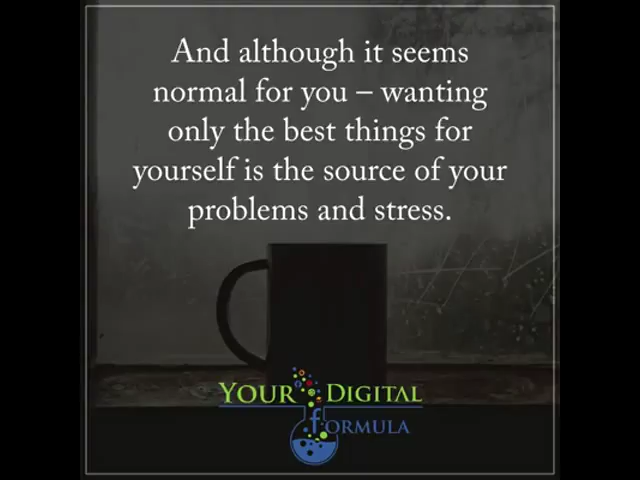 And although it seems
normal for you – wanting
only the best things for
yourself is the source of your
problems and stress.
YOUR DIGITAL
fORMULA